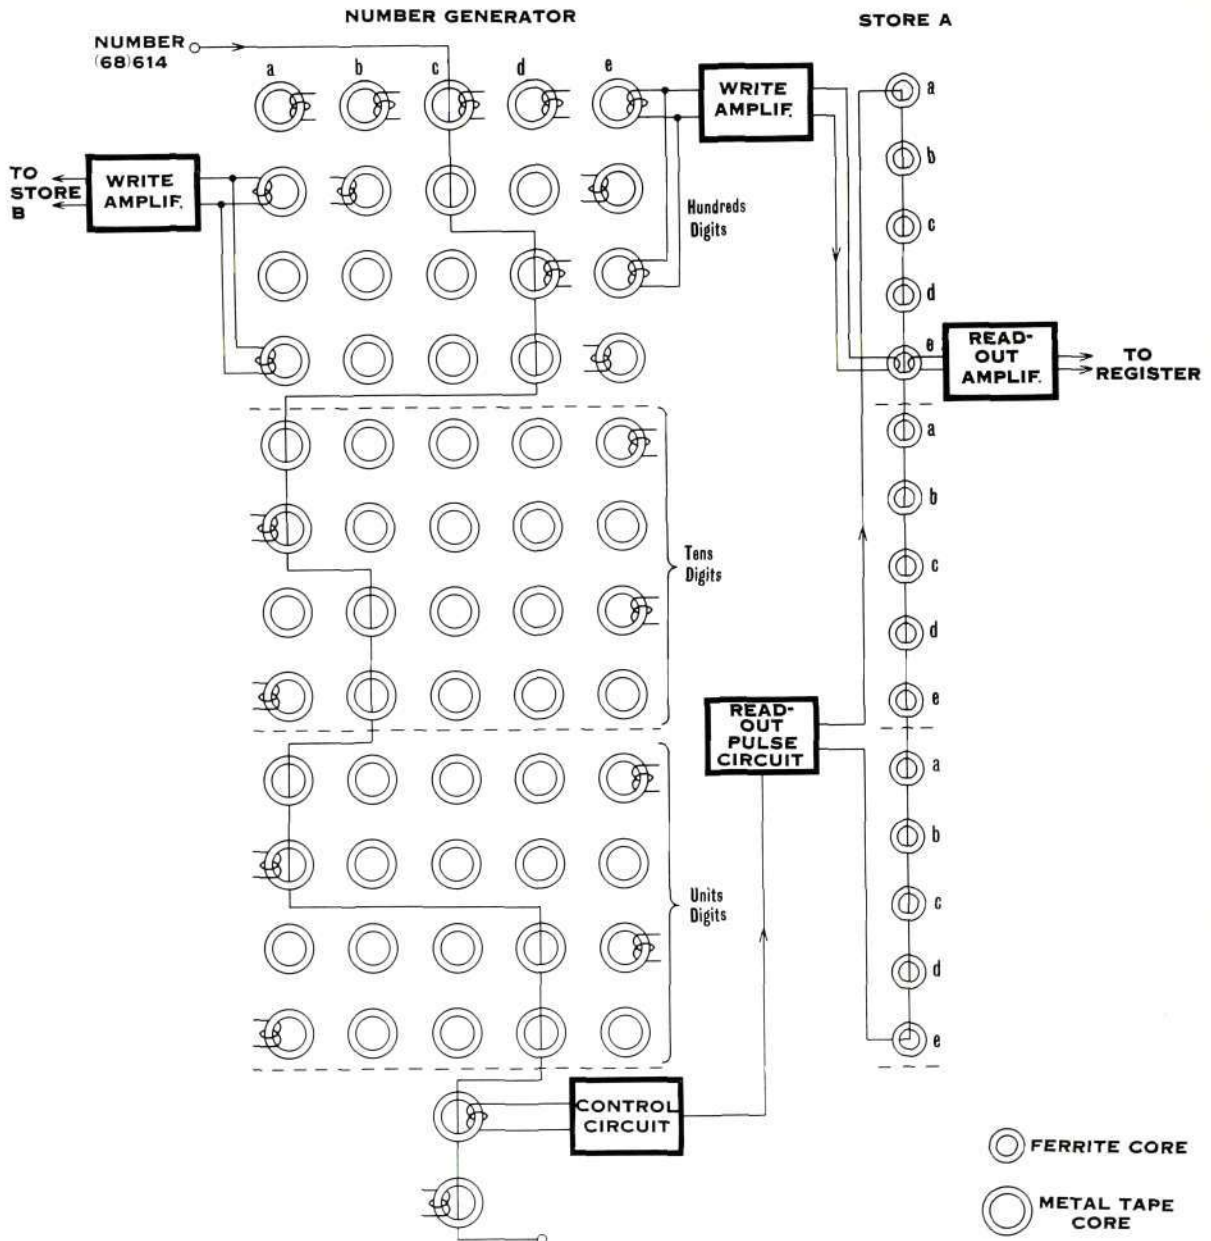 NUMBER GENERATOR
STORE A
NUMBER
(68)614
a
b
c
d
e
WRITE
AMPLIF.
a
b
c
d
e
TO
STORE
B
WRITE
AMPLIF.
Hundreds
Digits
READ-
OUT
AMPLIF.
TO
REGISTER
a
b
c
d
e
Tens
Digits
READ-
OUT
PULSE
CIRCUIT
a
b
c
d
e
Units
Digits
CONTROL
CIRCUIT
FERRITE CORE
METAL TAPE
CORE